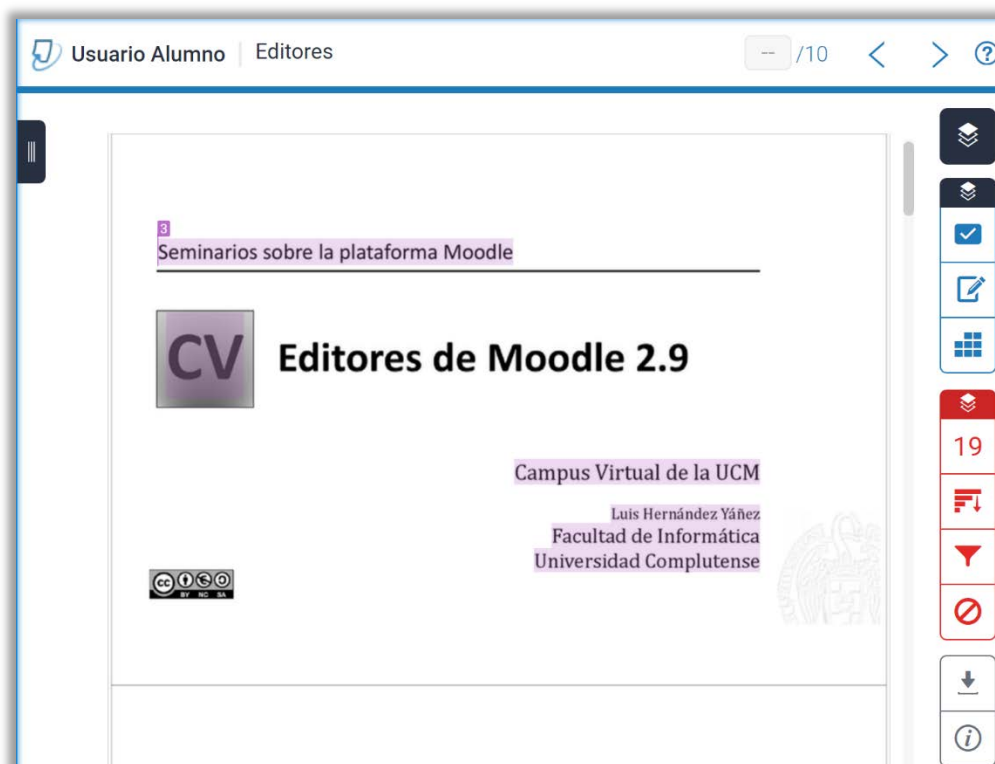 Usuario Alumno Editores -- /10
3
Seminarios sobre la plataforma Moodle
CV Editores de Moodle 2.9
19
Campus Virtual de la UCM
Luis Hernández Yáñez
Facultad de Informática
Universidad Complutense
cc
BY NC SA